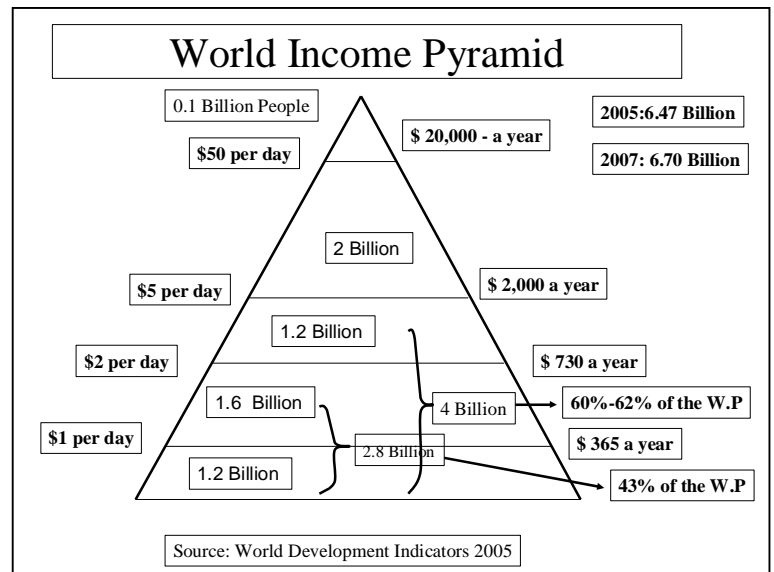 World Income Pyramid
0.1 Billion People
$ 20,000 - a year
2005:6.47 Billion
$50 per day
2007: 6.70 Billion
2 Billion
$5 per day
$ 2,000 a year
1.2 Billion
$2 per day
$ 730 a year
1.6 Billion
4 Billion
60%-62% of the W.P
$1 per day
$ 365 a year
2.8 Billion
1.2 Billion
43% of the W.P
Source: World Development Indicators 2005